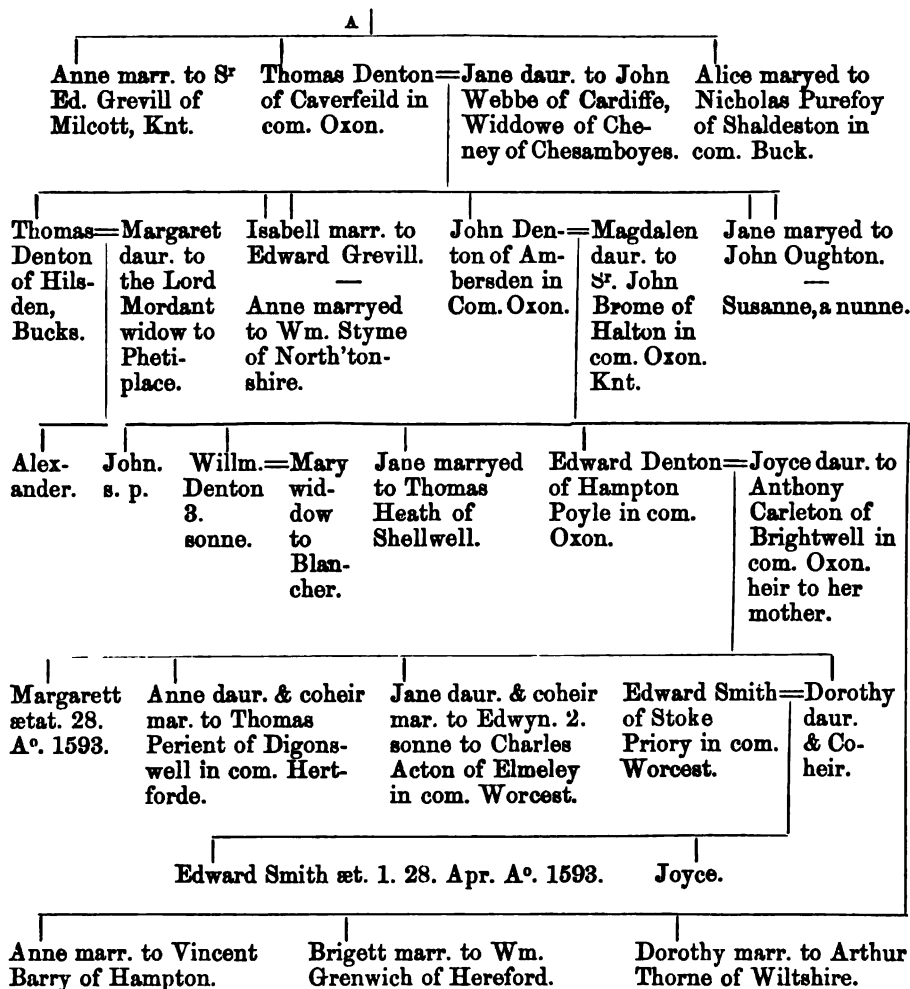 A
Anne marr. to Sr
Ed. Grevill of
Milcott, Knt.
Thomas Denton=
of Caverfeild in
com. Oxon.
Jane daur. to John
Webbe of Cardiffe,
Widdowe of Che-
ney of Chesamboyes.
Alice maryed to
Nicholas Purefoy
of Shaldeston in
com. Buck.
Thomas=
Denton
of Hils-
den,
Bucks.
Margaret
daur. to
the Lord
Mordant
widow to
Pheti-
place.
Isabell marr. to
Edward Grevill.
—
Anne marryed
to Wm. Styme
of North'ton-
shire.
John Den-=
ton of Am-
bersden in
Com. Oxon.
Magdalen
daur. to
Sr. John
Brome of
Halton in
com. Oxon.
Knt.
Jane maryed to
John Oughton.
—
Susanne, a nunne.
Alex-
ander.
John.
s. p.
Willm.=
Denton
3.
sonne.
Mary
wid-
dow
to
Blan-
cher.
Jane marryed
to Thomas
Heath of
Shellwell.
Edward Denton=
of Hampton
Poyle in com.
Oxon.
Joyce daur. to
Anthony
Carleton of
Brightwell in
com. Oxon.
heir to her
mother.
Margarett
ætat. 28.
Aº. 1593.
Anne daur. & coheir
mar. to Thomas
Perient of Digons-
well in com. Hert-
forde.
Jane daur. & coheir
mar. to Edwyn. 2.
sonne to Charles
Acton of Elmeley
in com. Worcest.
Edward Smith=
of Stoke
Priory in com.
Worcest.
Dorothy
daur.
& Co-
heir.
Edward Smith æt. 1. 28. Apr. Aº. 1593.
Joyce.
Anne marr. to Vincent
Barry of Hampton.
Brigett marr. to Wm.
Grenwich of Hereford.
Dorothy marr. to Arthur
Thorne of Wiltshire.